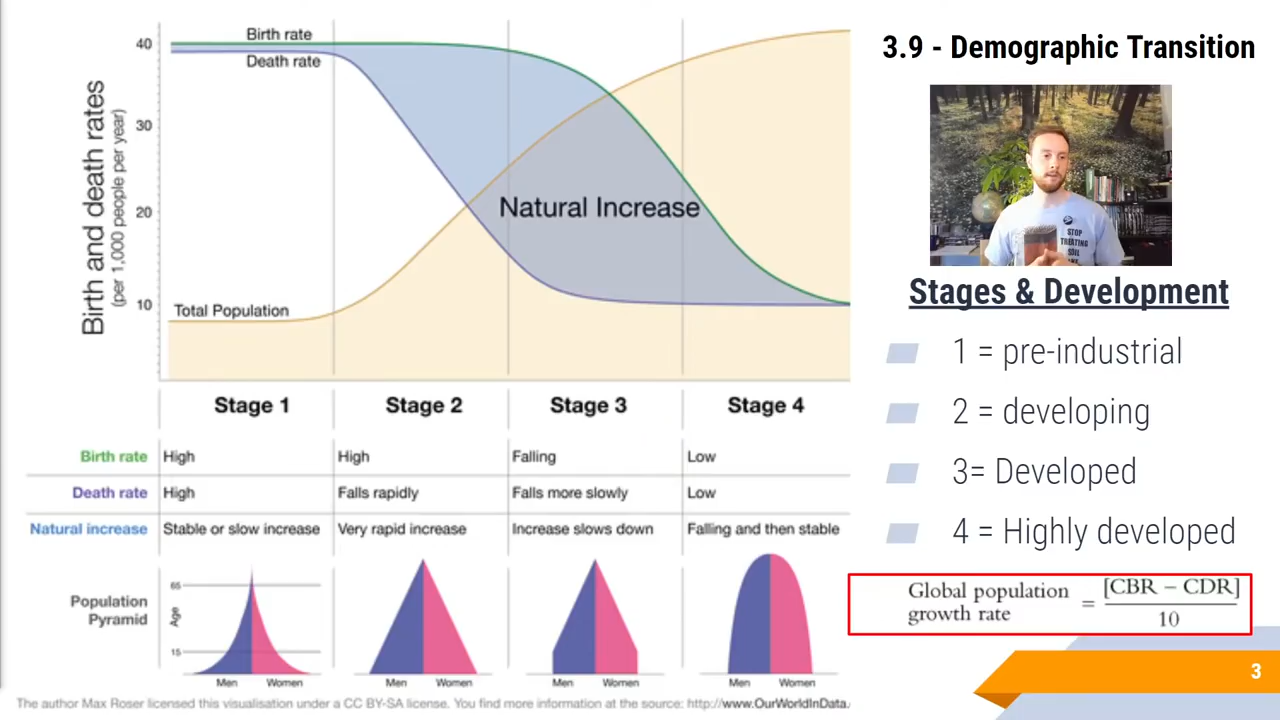 3.9 - Demographic Transition
Birth and death rates
(per 1,000 people per year)
40
30
20
10
Birth rate
Death rate
Natural Increase
Total Population
Stage 1 Stage 2 Stage 3 Stage 4
Birth rate High High Falling Low
Death rate High Falls rapidly Falls more slowly Low
Natural increase Stable or slow increase Very rapid increase Increase slows down Falling and then stable
Population
Pyramid
Age
65
15
Men Women Men Women Men Women Men Women
The author Max Roser licensed this visualisation under a CC BY-SA license. You find more information at the source: http://www.OurWorldInData.
STOP
TREATING
SOIL
LIKE
Stages & Development
1 = pre-industrial
2 = developing
3= Developed
4 = Highly developed
Global population
growth rate
= [CBR − CDR]
10
3